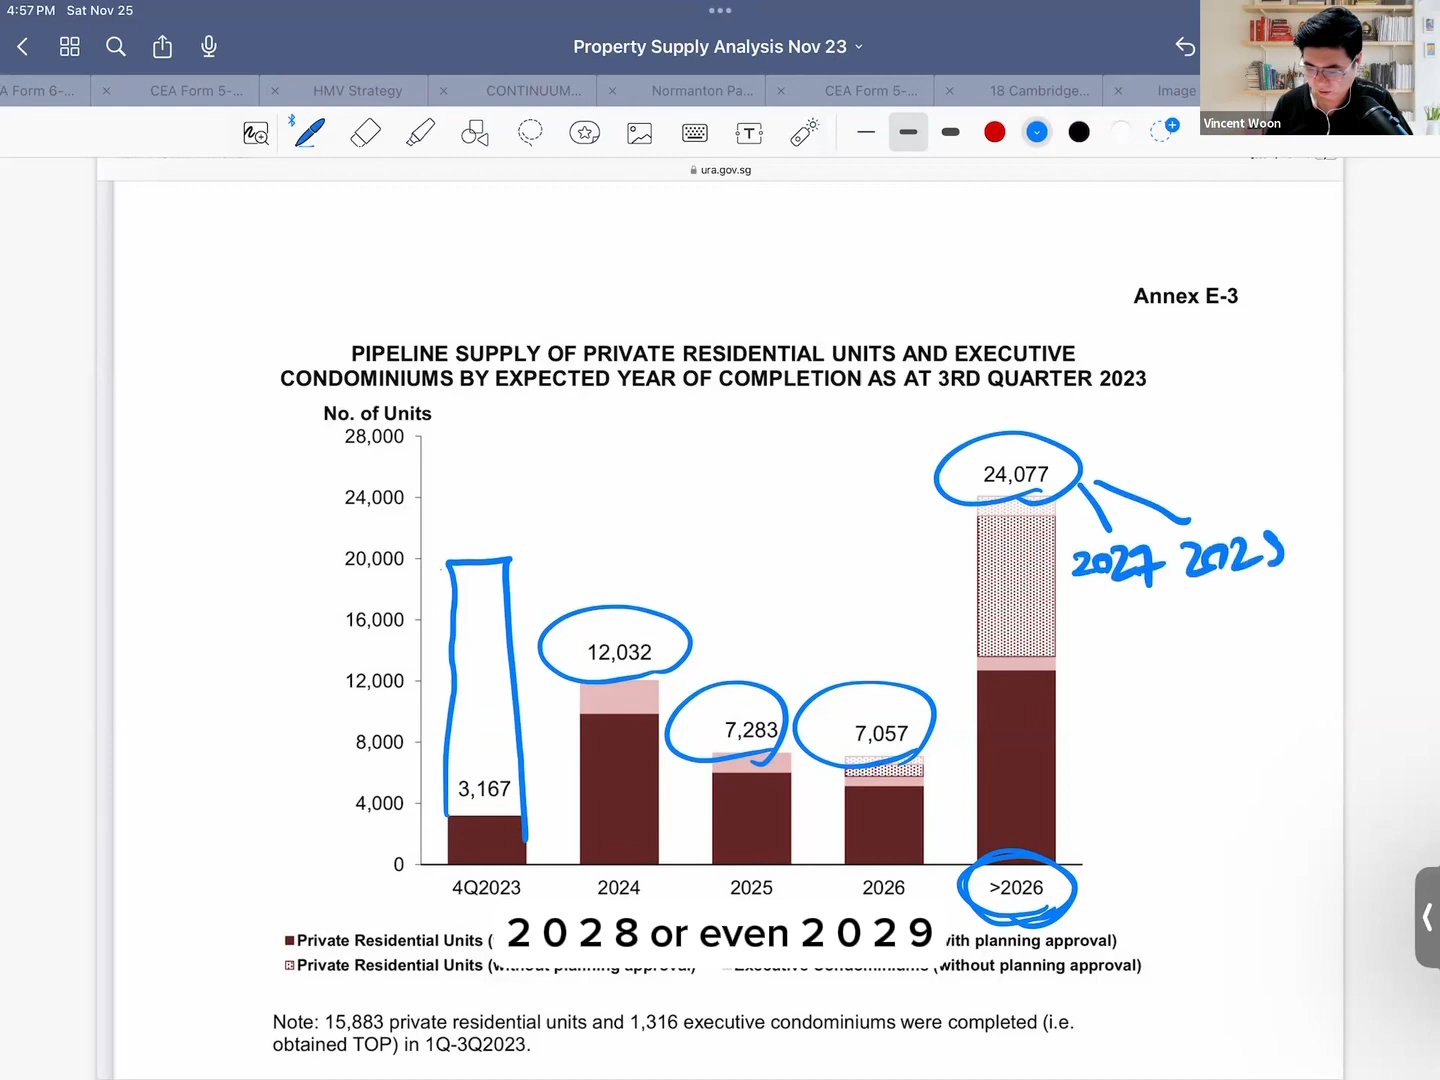 4:57 PM Sat Nov 25
Property Supply Analysis Nov 23
A Form 6-... CEA Form 5-... HMV Strategy CONTINUUM... Normanton Pa... CEA Form 5-... 18 Cambridge... Image
Vincent Woon
T
ura.gov.sg
Annex E-3
PIPELINE SUPPLY OF PRIVATE RESIDENTIAL UNITS AND EXECUTIVE
CONDOMINIUMS BY EXPECTED YEAR OF COMPLETION AS AT 3RD QUARTER 2023
No. of Units
28,000
24,077
24,000
2027
20,000
16,000
12,032
12,000
7,283
7,057
8,000
3,167
4,000
0
4Q2023 2024 2025 2026 >2026
2028 or even 2029
Private Residential Units ( with planning approval)
Private Residential Units (without planning approval) Executive Condominiums (without planning approval)
Note: 15,883 private residential units and 1,316 executive condominiums were completed (i.e.
obtained TOP) in 1Q-3Q2023.